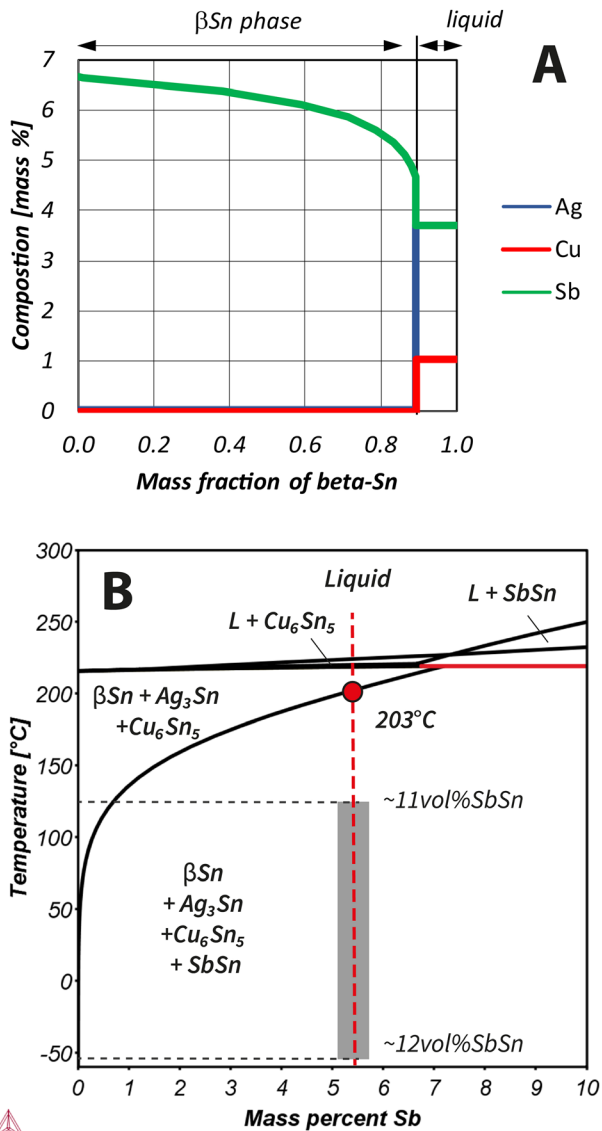 βSn phase
liquid
A
7
6
5
4
3
2
1
0
Compostion [mass %]
0.0 0.2 0.4 0.6 0.8 1.0
Mass fraction of beta-Sn
Ag
Cu
Sb
B
300
250
200
150
100
50
0
-50
Temperature [°C]
Liquid
L + SbSn
L + Cu₆Sn₅
βSn + Ag₃Sn
+Cu₆Sn₅
203°C
~11vol%SbSn
βSn
+ Ag₃Sn
+Cu₆Sn₅
+ SbSn
~12vol%SbSn
0 1 2 3 4 5 6 7 8 9 10
Mass percent Sb